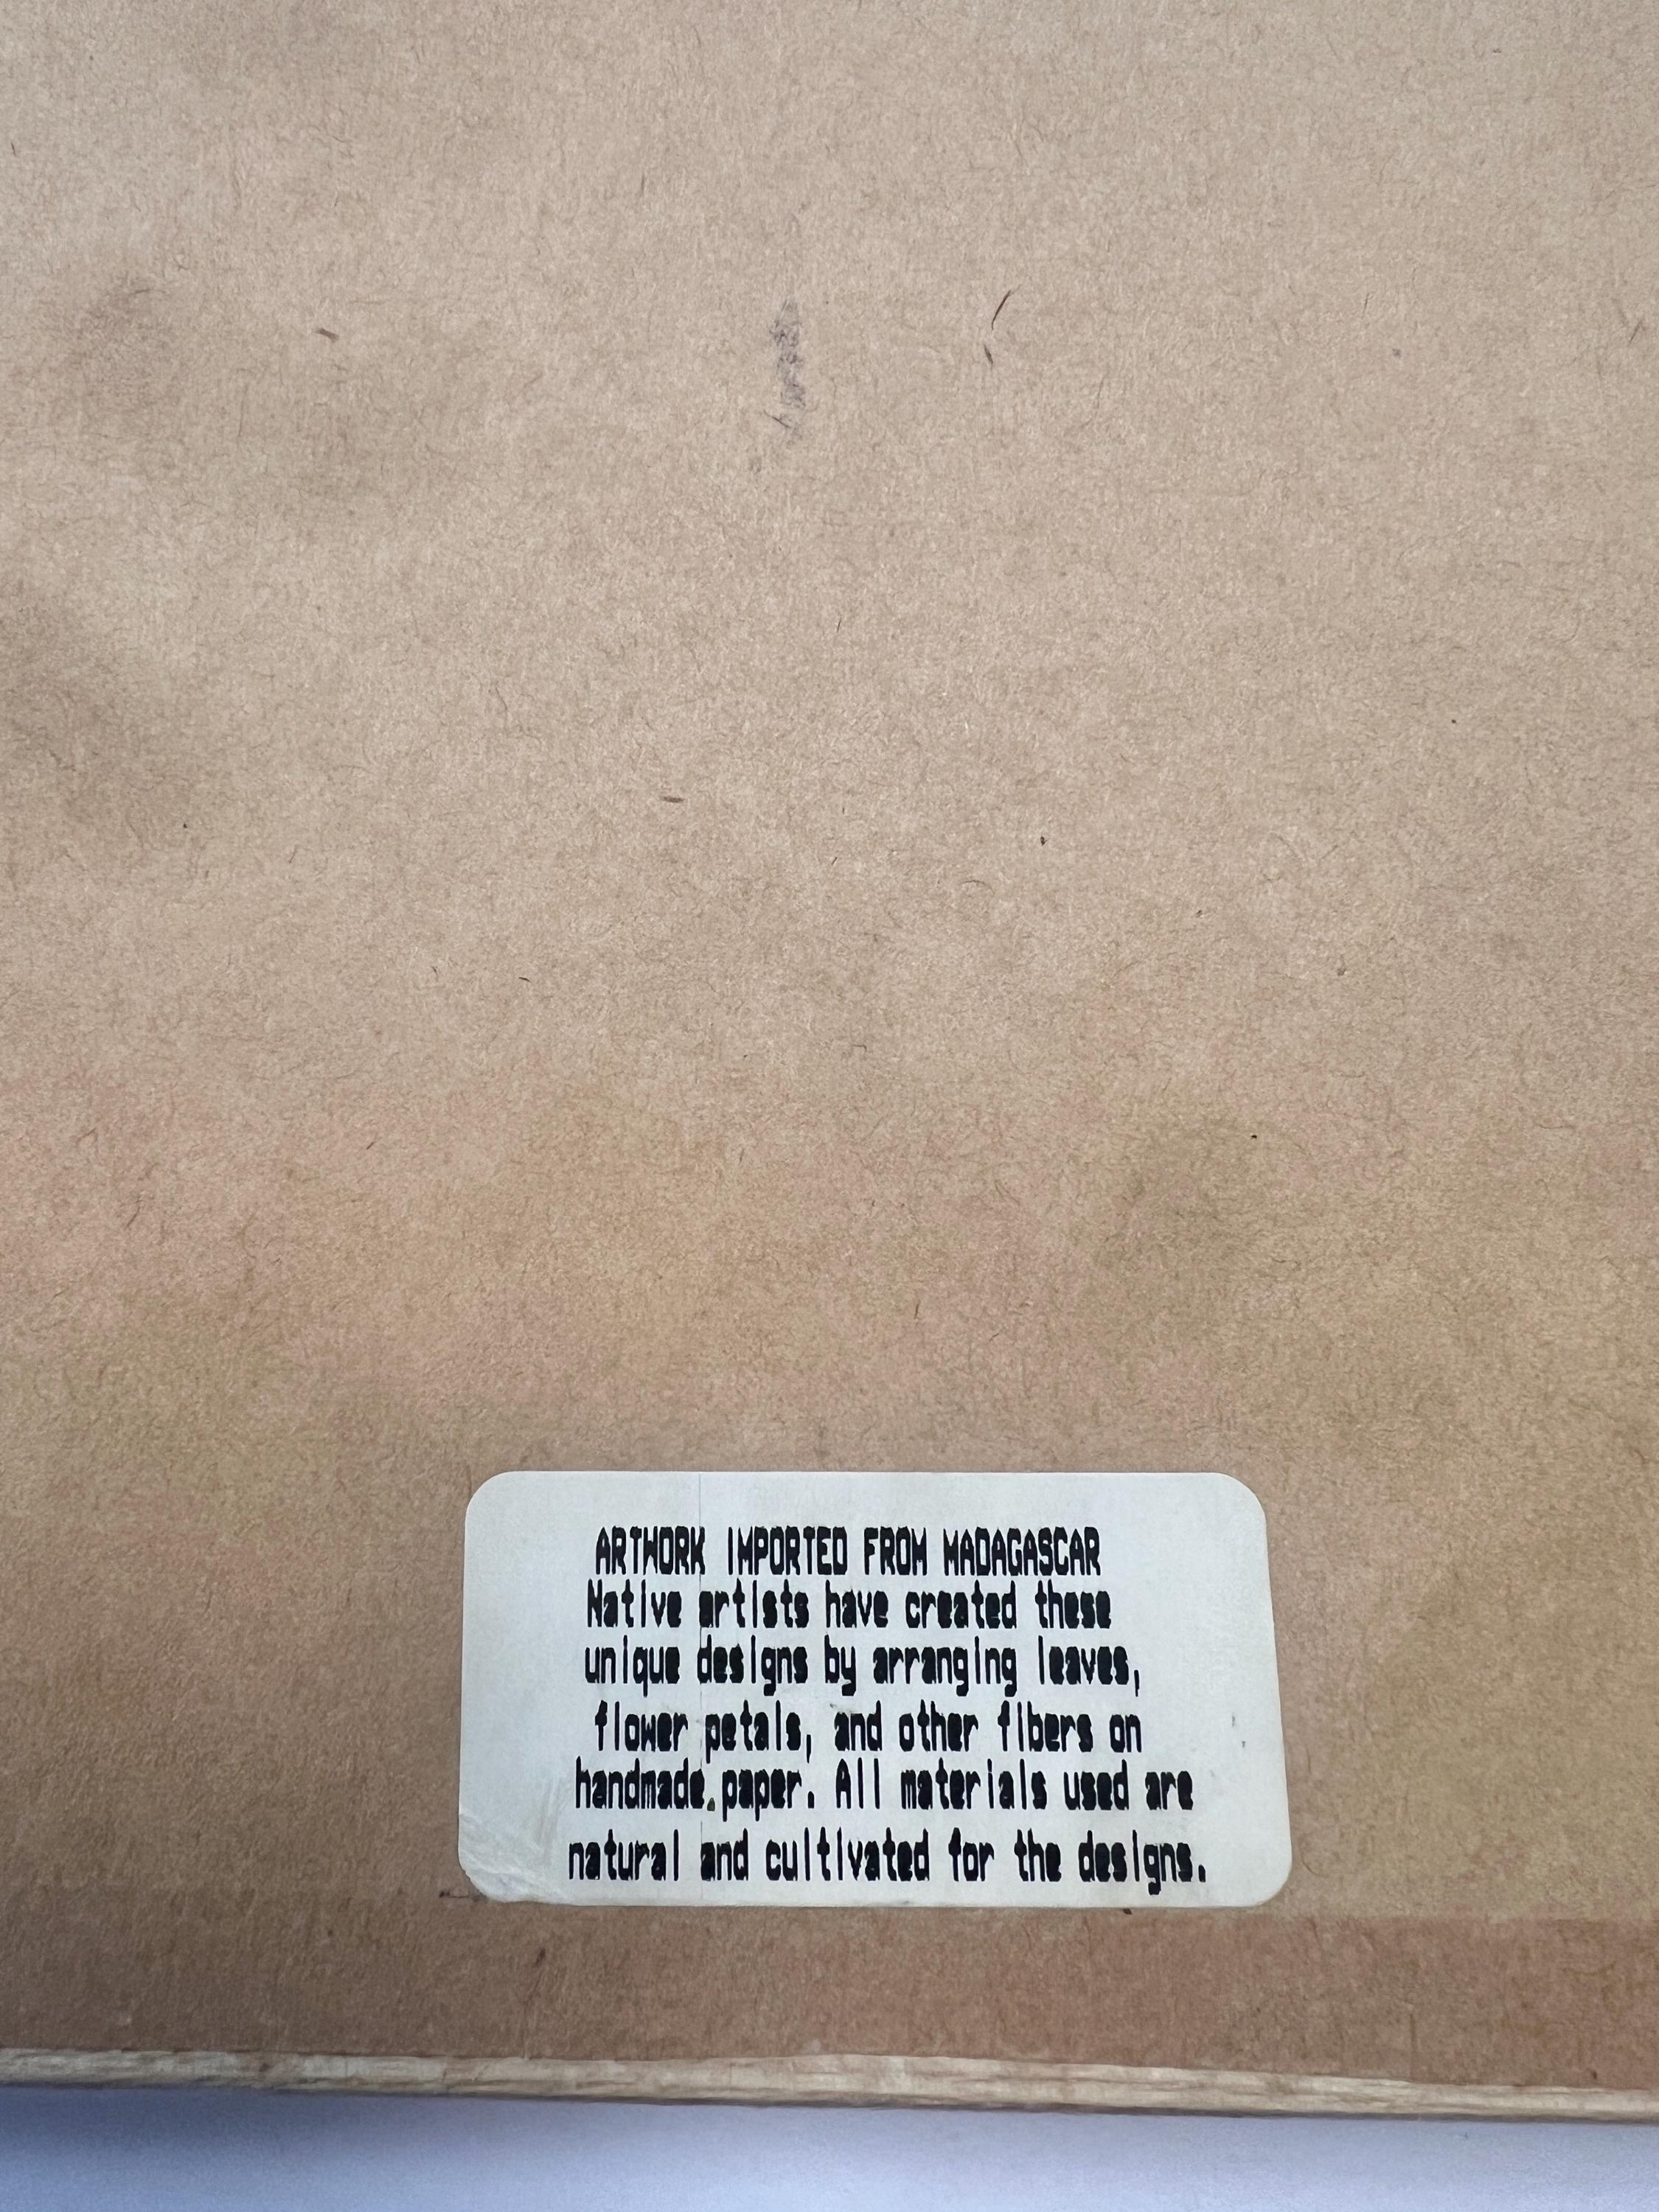 ARTWORK IMPORTED FROM MADAGASCAR
Native artists have created these
unique designs by arranging leaves,
flower petals, and other fibers on
handmade paper. All materials used are
natural and cultivated for the designs.